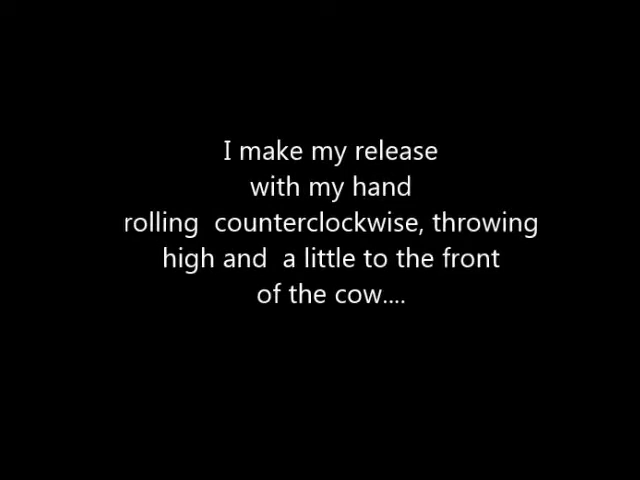 I make my release
with my hand
rolling  counterclockwise, throwing
high and  a little to the front
of the cow....